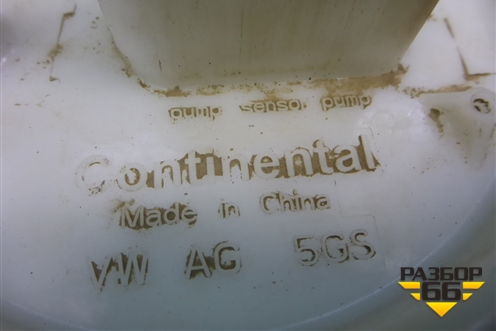 pump sensor pump
Continental
Made in China
VW AG 5GS
РАЗБОР
66